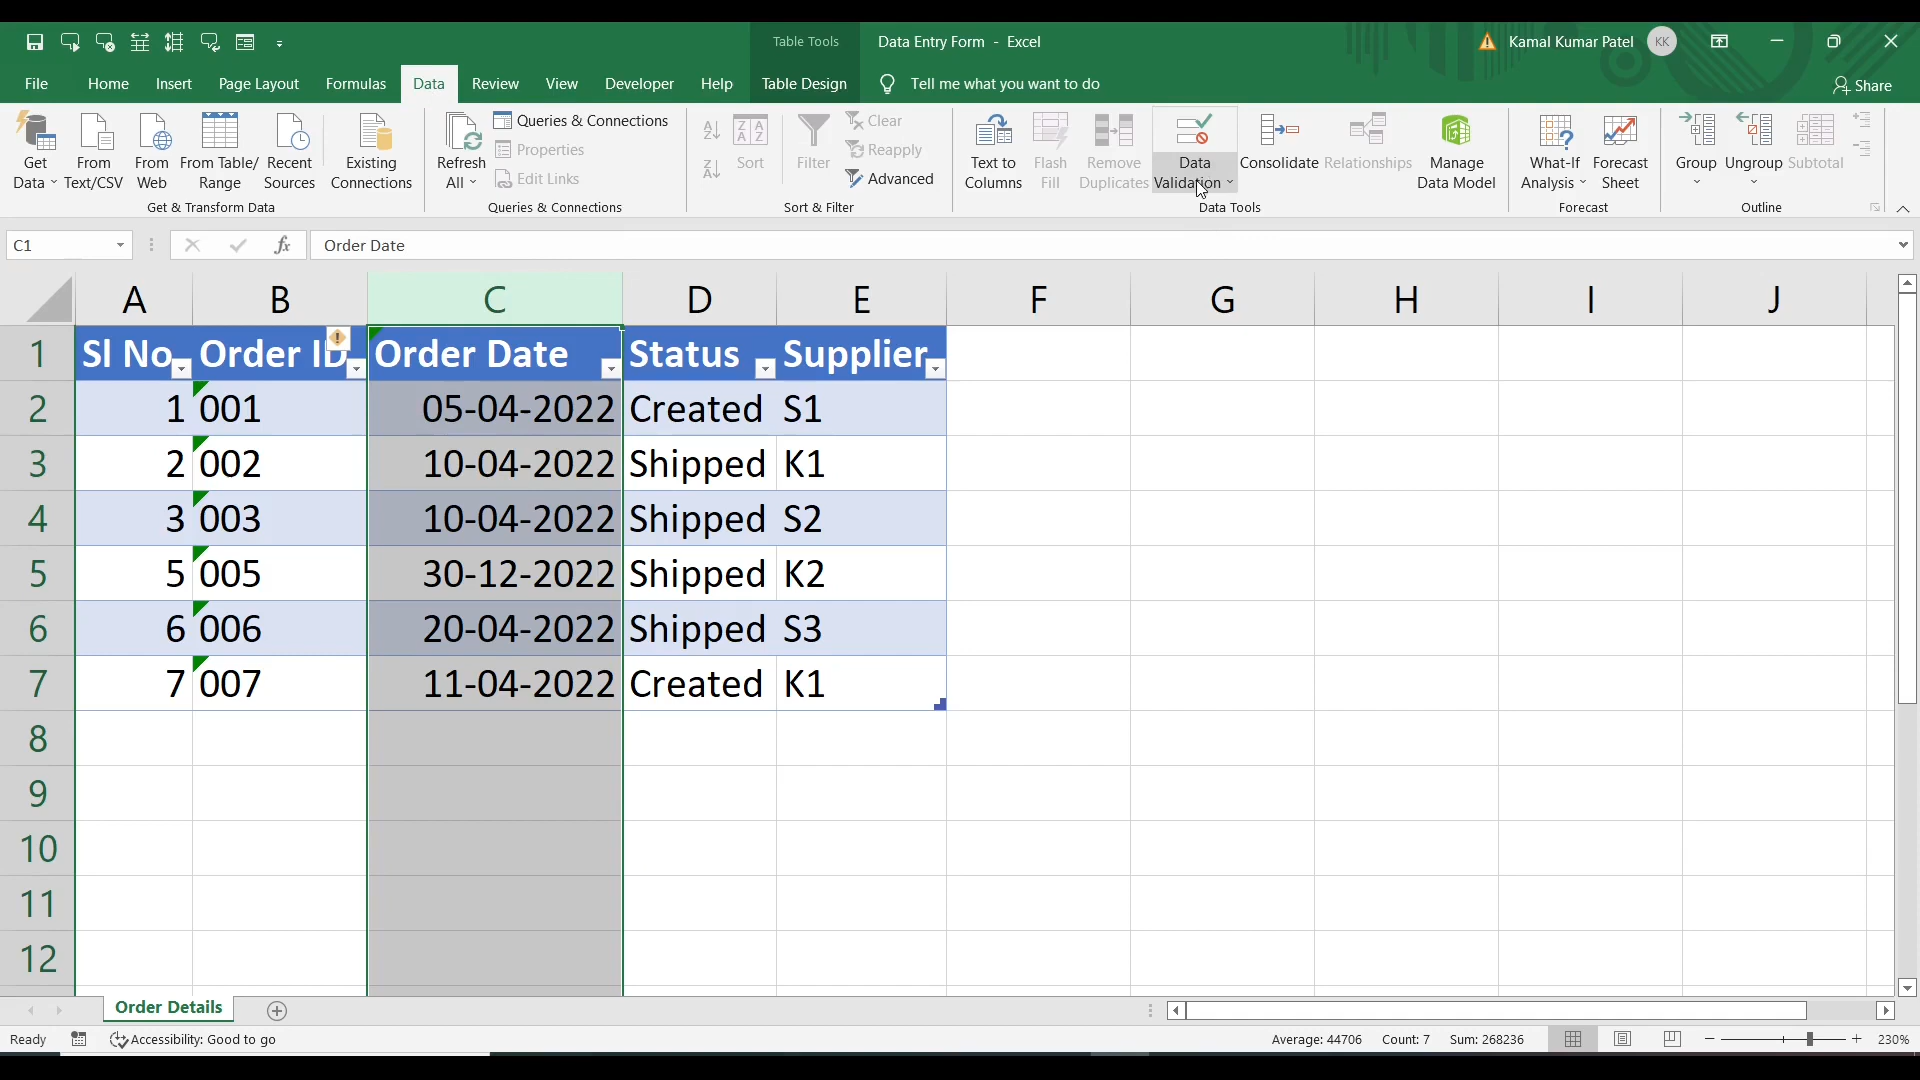 Table Tools
Data Entry Form - Excel
Kamal Kumar Patel
KK
File Home Insert Page Layout Formulas Data Review View Developer Help Table Design Tell me what you want to do
Share
Get Data
From Text/CSV
From Web
From Table/ Range
Recent Sources
Existing Connections
Get & Transform Data
Refresh All
Queries & Connections
Properties
Edit Links
Queries & Connections
Sort
Filter
Clear
Reapply
Advanced
Sort & Filter
Text to Columns
Flash Fill
Remove Duplicates
Data Validation
Consolidate
Relationships
Manage Data Model
Data Tools
What-If Analysis
Forecast Sheet
Forecast
Group
Ungroup
Subtotal
Outline
C1
fx
Order Date
A B C D E F G H I J
1 Sl No Order ID Order Date Status Supplier
2 1 001 05-04-2022 Created S1
3 2 002 10-04-2022 Shipped K1
4 3 003 10-04-2022 Shipped S2
5 5 005 30-12-2022 Shipped K2
6 6 006 20-04-2022 Shipped S3
7 7 007 11-04-2022 Created K1
8
9
10
11
12
Order Details
Ready
Accessibility: Good to go
Average: 44706 Count: 7 Sum: 268236
230%